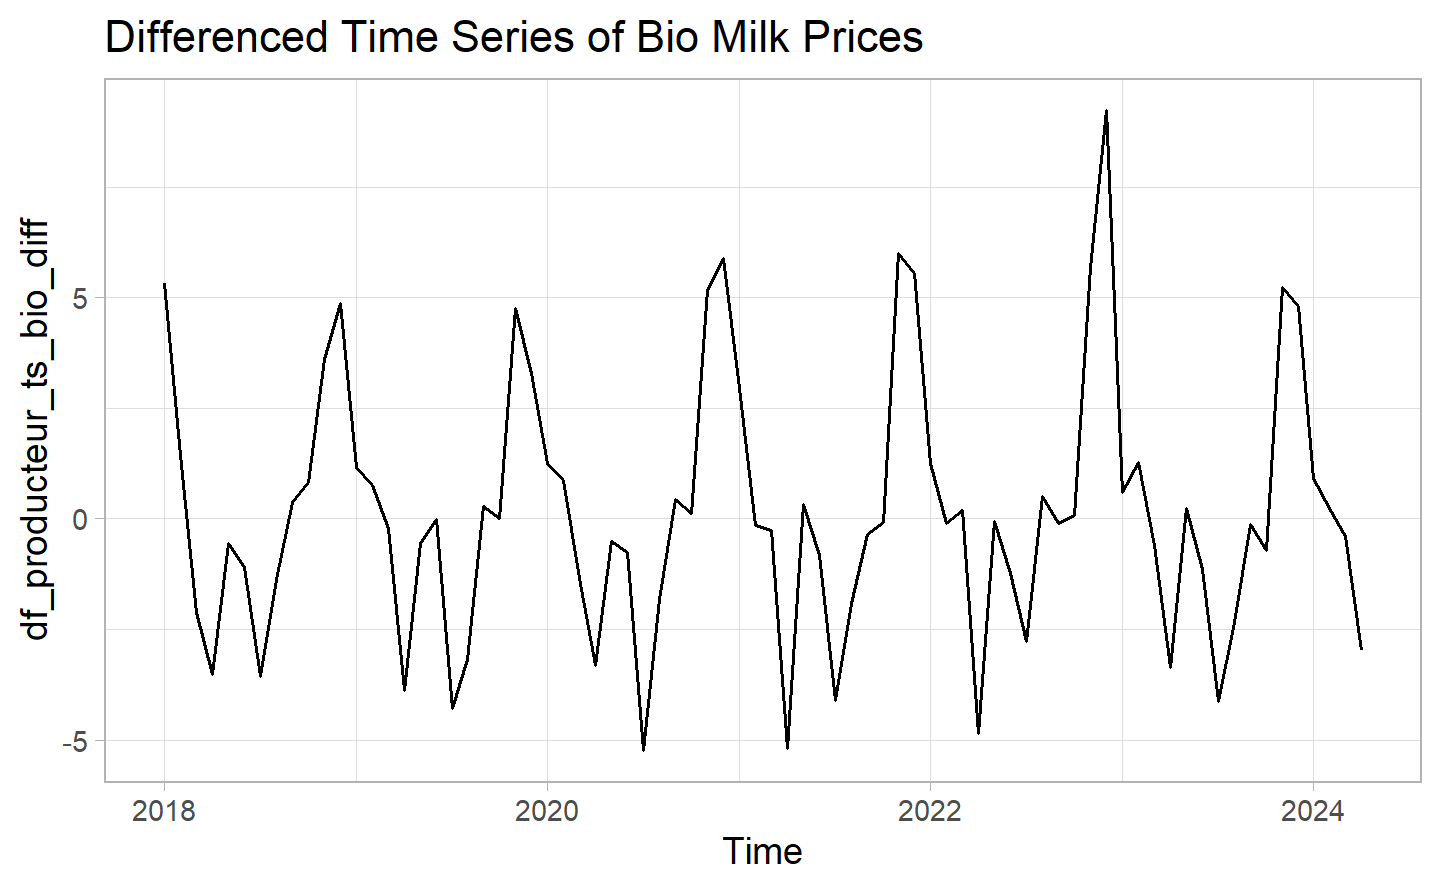 Differenced Time Series of Bio Milk Prices
df_producteur_ts_bio_diff
5
0
-5
2018
2020
2022
2024
Time